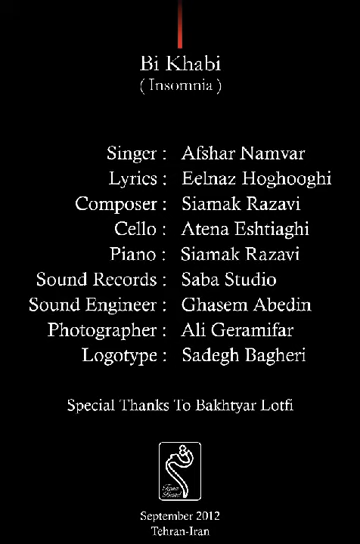 Bi Khabi
( Insomnia )
Singer : Afshar Namvar
Lyrics : Eelnaz Hoghooghi
Composer : Siamak Razavi
Cello : Atena Eshtiaghi
Piano : Siamak Razavi
Sound Records : Saba Studio
Sound Engineer : Ghasem Abedin
Photographer : Ali Geramifar
Logotype : Sadegh Bagheri
Special Thanks To Bakhtyar Lotfi
September 2012
Tehran-Iran